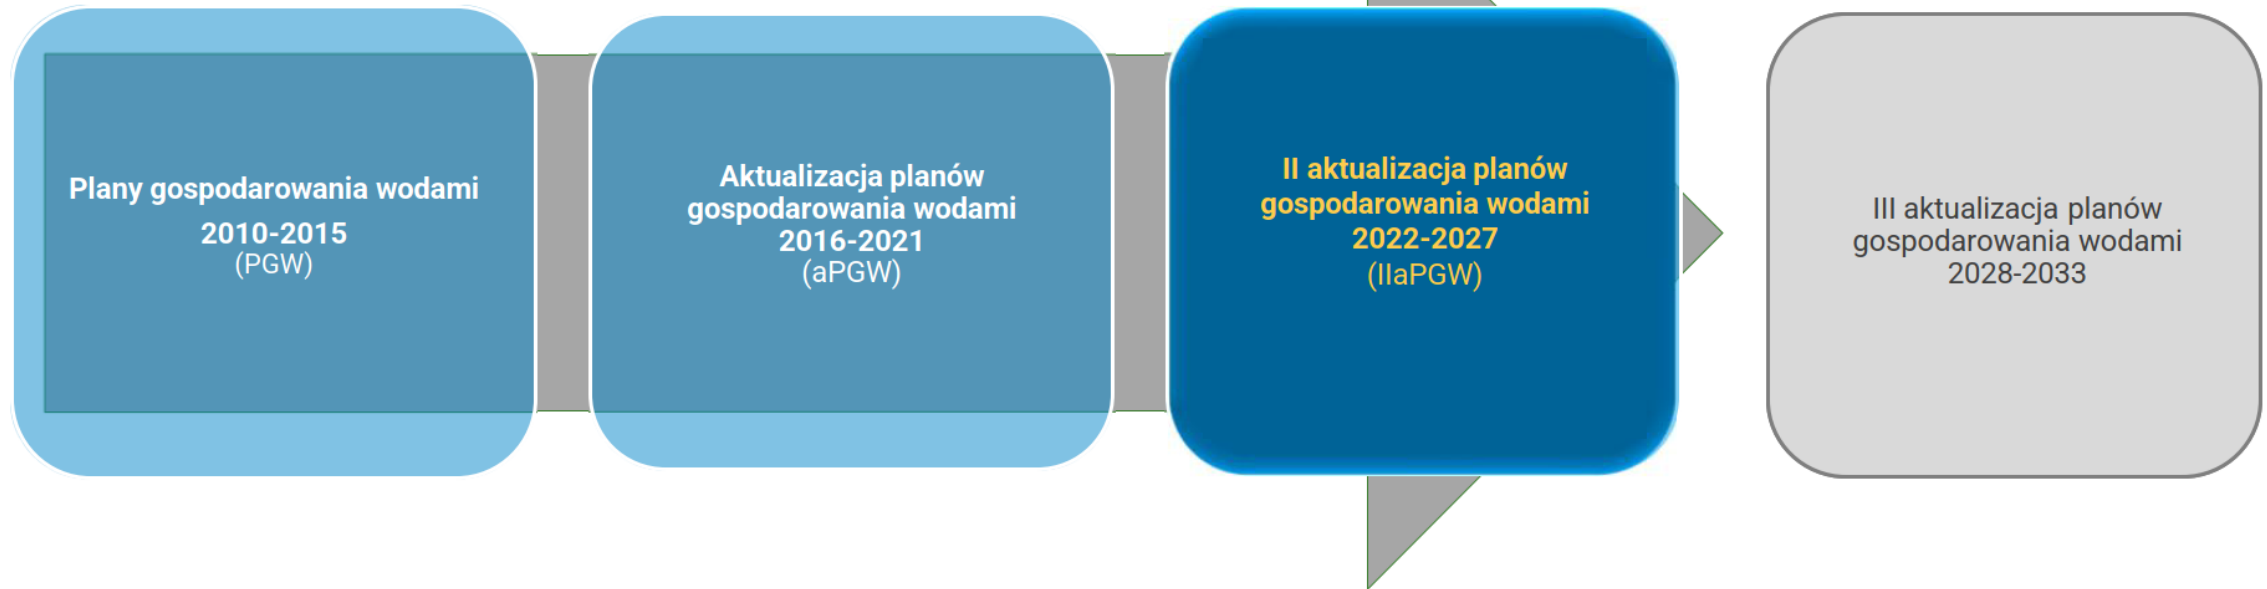 Plany gospodarowania wodami
2010-2015
(PGW)
Aktualizacja planów
gospodarowania wodami
2016-2021
(aPGW)
II aktualizacja planów
gospodarowania wodami
2022-2027
(IIaPGW)
III aktualizacja planów
gospodarowania wodami
2028-2033